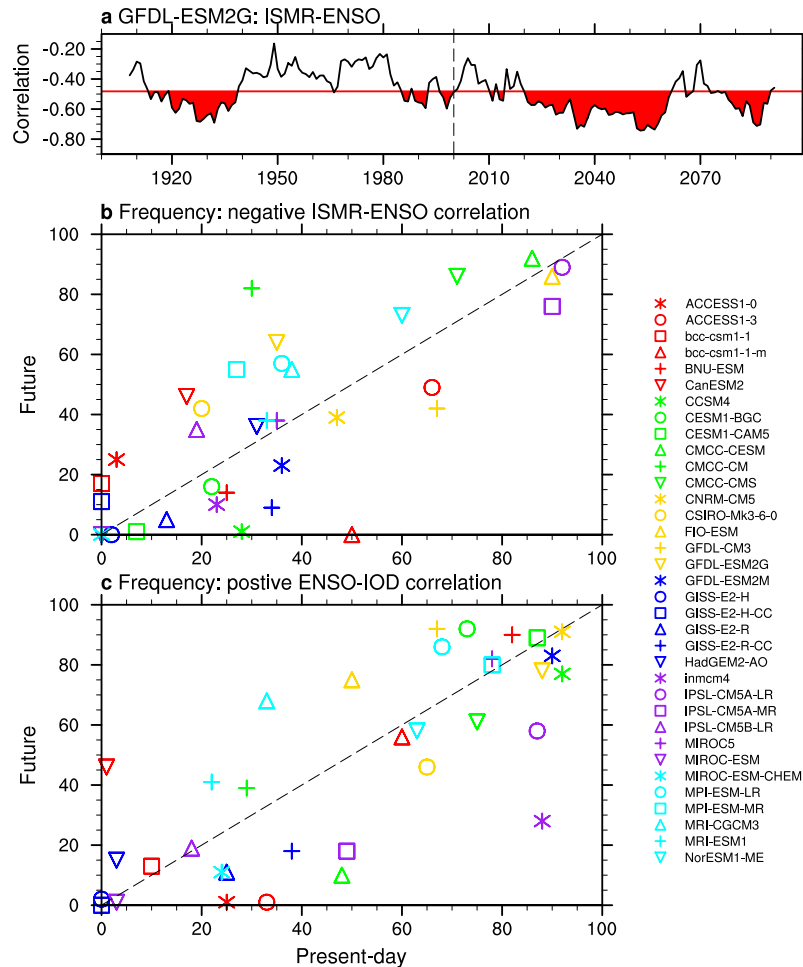 a GFDL-ESM2G: ISMR-ENSO
Correlation
-0.20
-0.40
-0.60
-0.80
1920
1950
1980
2010
2040
2070
b Frequency: negative ISMR-ENSO correlation
Future
100
80
60
40
20
0
0
20
40
60
80
100
c Frequency: postive ENSO-IOD correlation
Future
100
80
60
40
20
0
0
20
40
60
80
100
Present-day
ACCESS1-0
ACCESS1-3
bcc-csm1-1
bcc-csm1-1-m
BNU-ESM
CanESM2
CCSM4
CESM1-BGC
CESM1-CAM5
CMCC-CESM
CMCC-CM
CMCC-CMS
CNRM-CM5
CSIRO-Mk3-6-0
FIO-ESM
GFDL-CM3
GFDL-ESM2G
GFDL-ESM2M
GISS-E2-H
GISS-E2-H-CC
GISS-E2-R
GISS-E2-R-CC
HadGEM2-AO
inmcm4
IPSL-CM5A-LR
IPSL-CM5A-MR
IPSL-CM5B-LR
MIROC5
MIROC-ESM
MIROC-ESM-CHEM
MPI-ESM-LR
MPI-ESM-MR
MRI-CGCM3
MRI-ESM1
NorESM1-ME